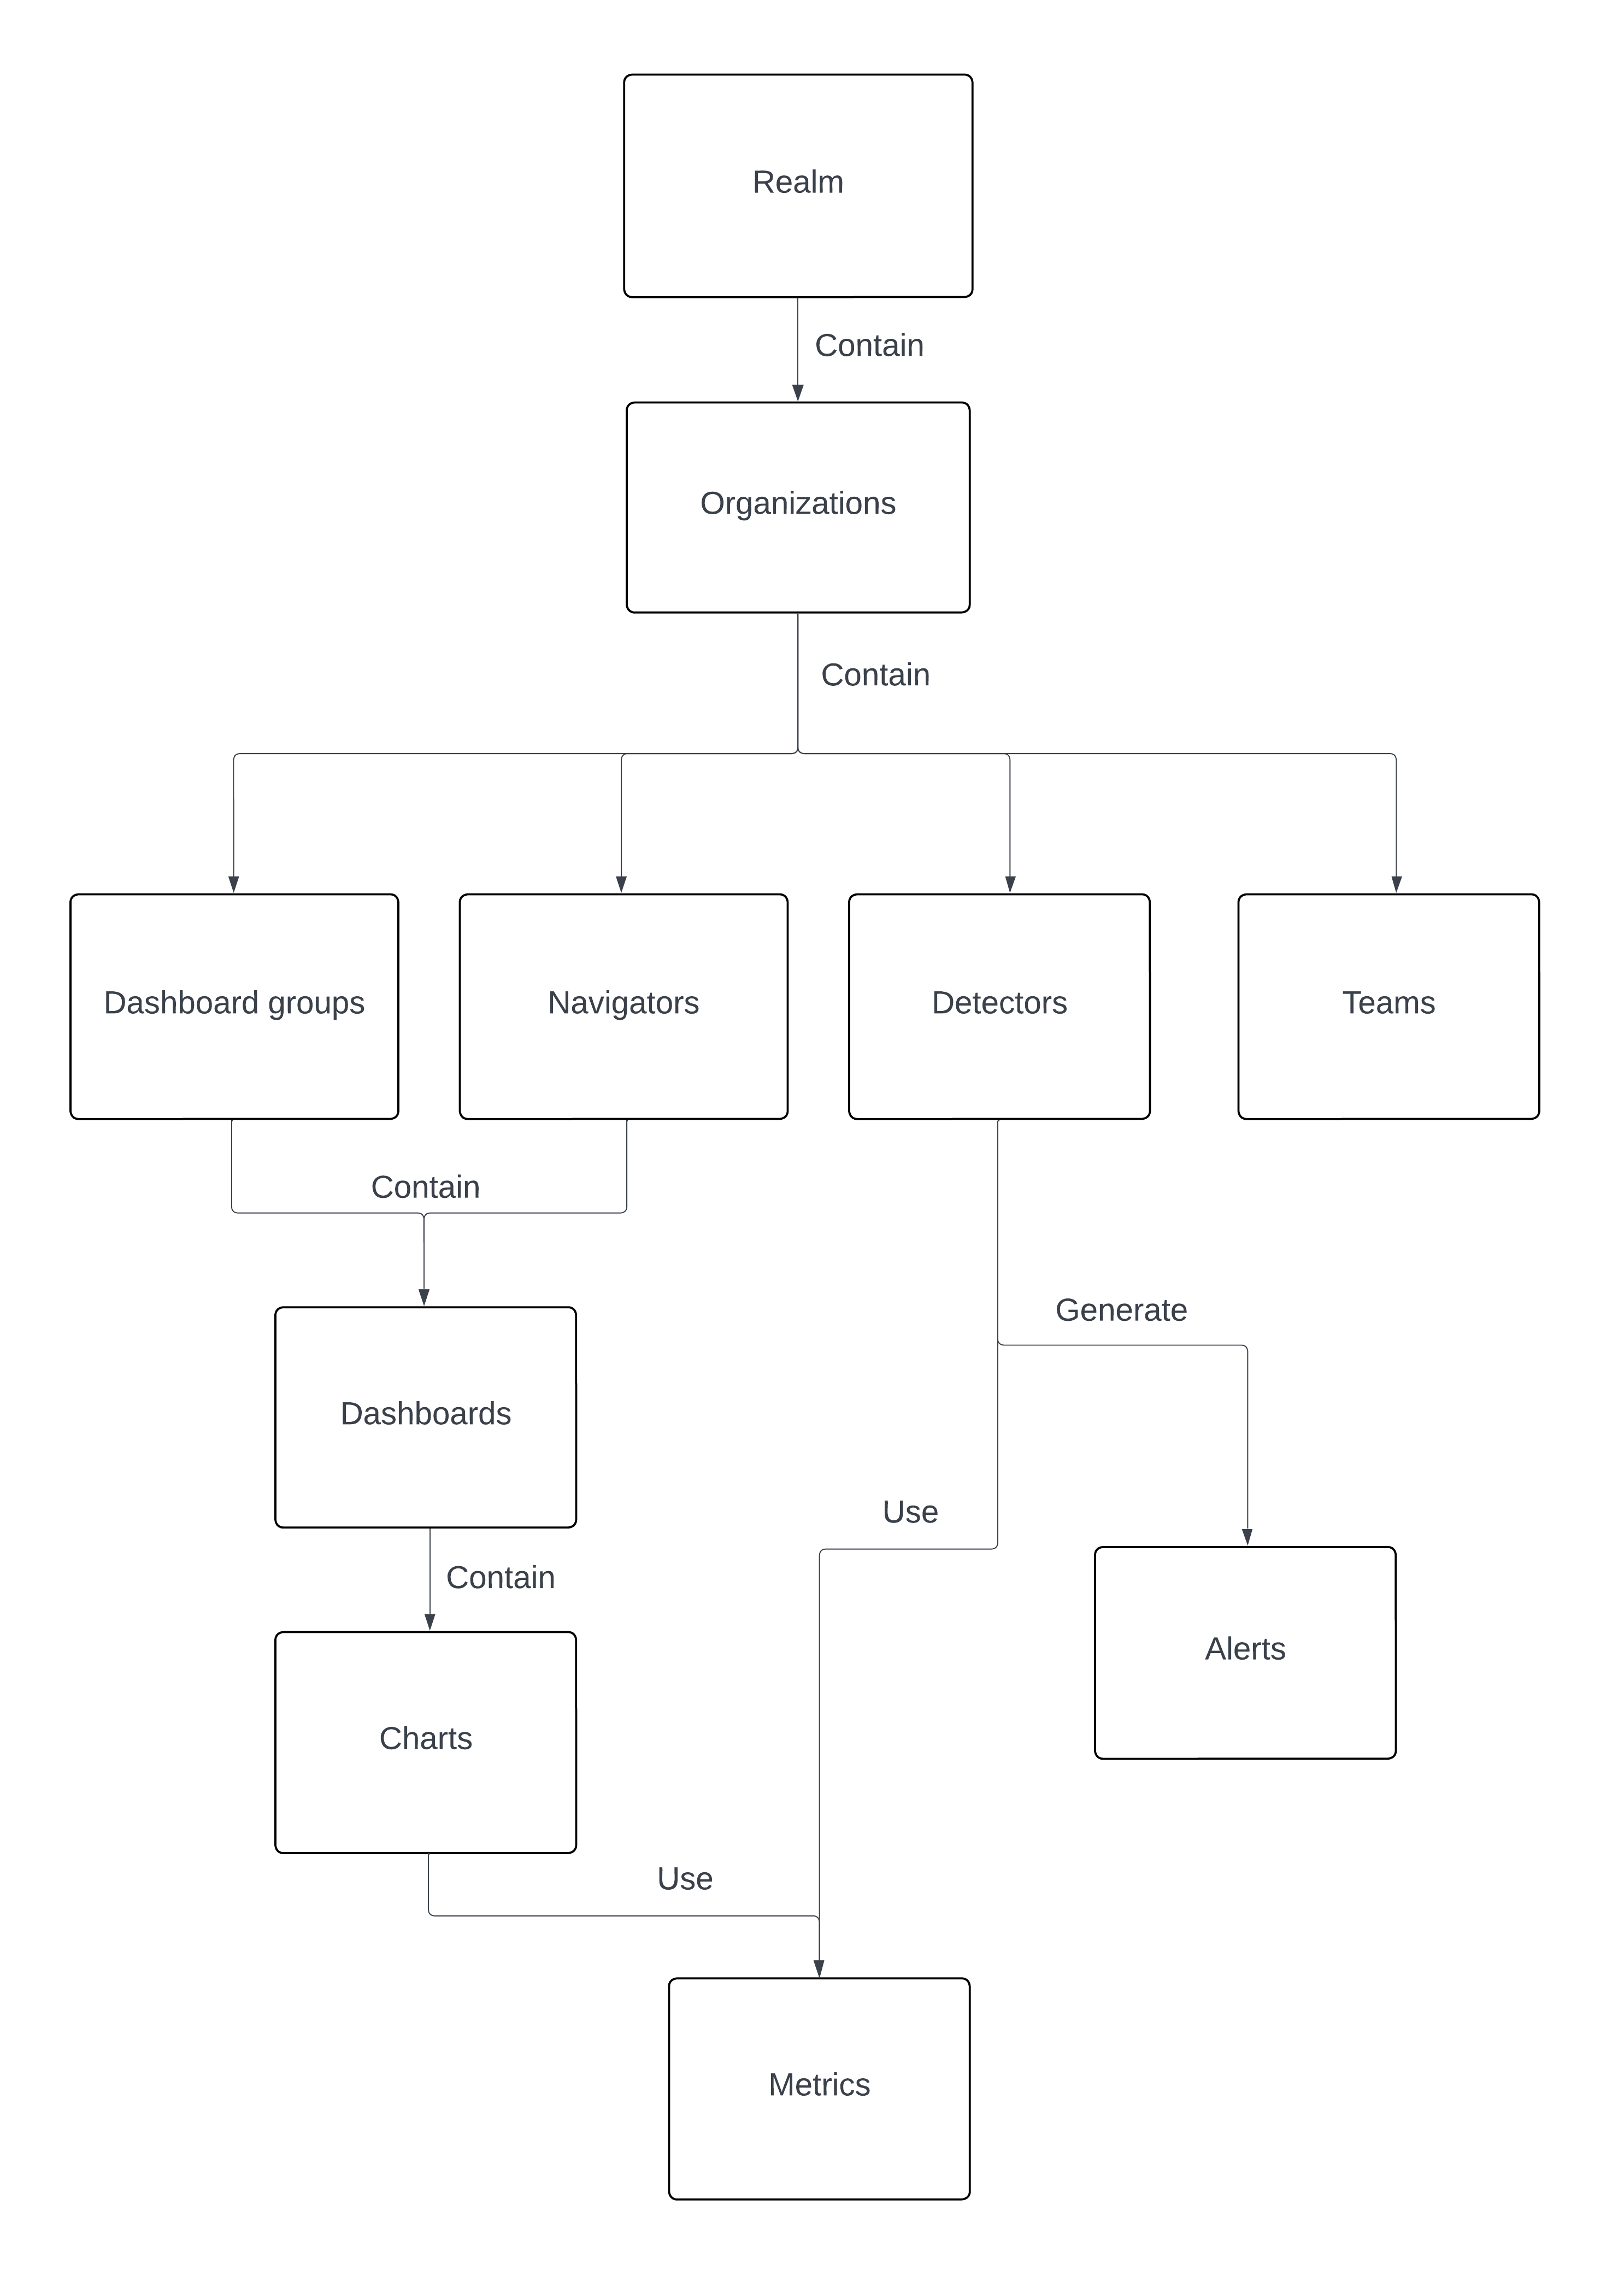 Realm
Contain
Organizations
Contain
Dashboard groups
Navigators
Detectors
Teams
Contain
Generate
Dashboards
Use
Contain
Alerts
Charts
Use
Metrics